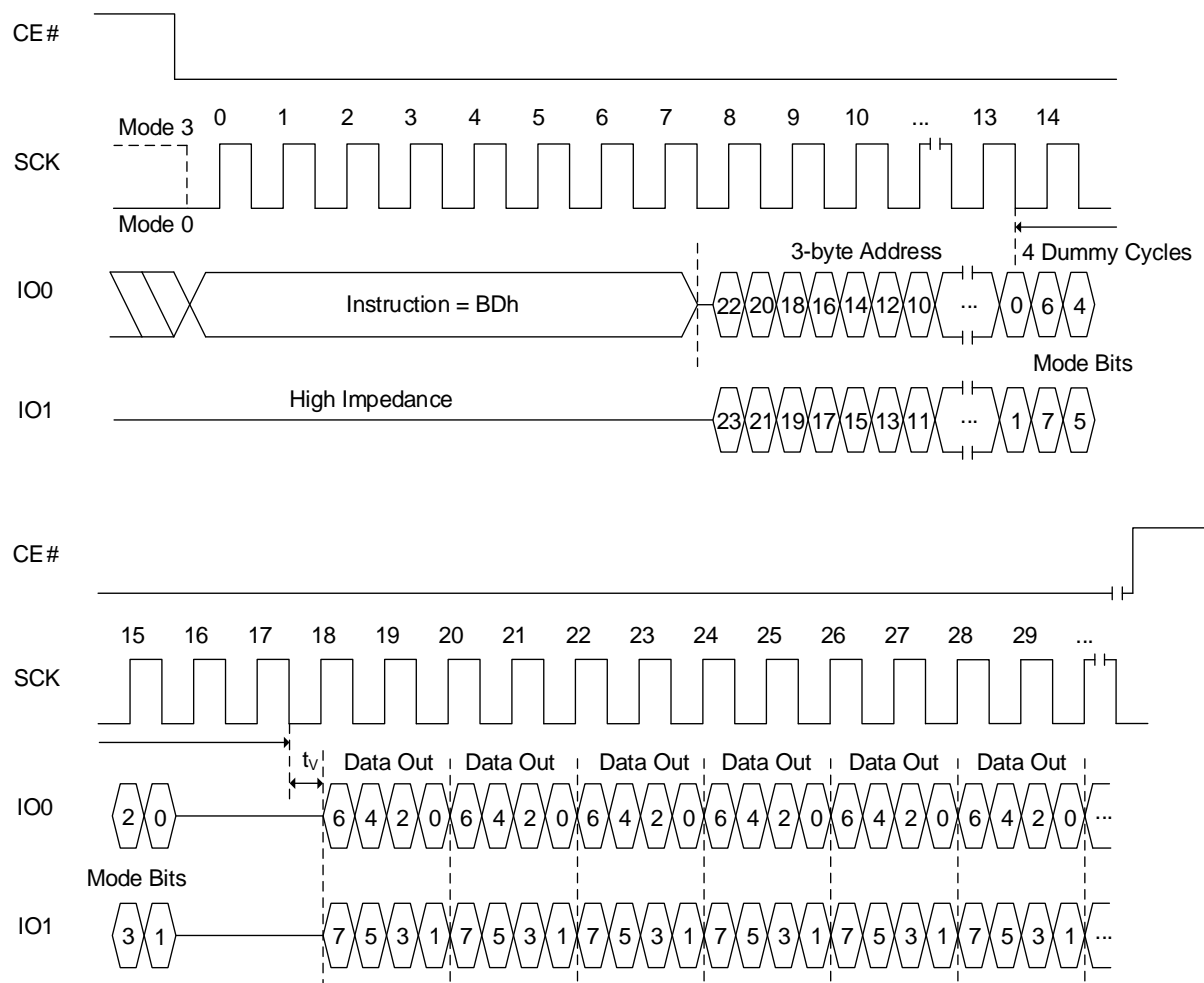 CE#
0 1 2 3 4 5 6 7 8 9 10 ... 13 14
Mode 3
SCK
Mode 0
3-byte Address 4 Dummy Cycles
IO0 Instruction = BDh 22 20 18 16 14 12 10 ... 0 6 4
Mode Bits
High Impedance
IO1 23 21 19 17 15 13 11 ... 1 7 5
CE#
15 16 17 18 19 20 21 22 23 24 25 26 27 28 29 ...
SCK
tV Data Out Data Out Data Out Data Out Data Out Data Out
IO0 2 0 6 4 2 0 6 4 2 0 6 4 2 0 6 4 2 0 6 4 2 0 6 4 2 0 ...
Mode Bits
IO1 3 1 7 5 3 1 7 5 3 1 7 5 3 1 7 5 3 1 7 5 3 1 7 5 3 1 ...